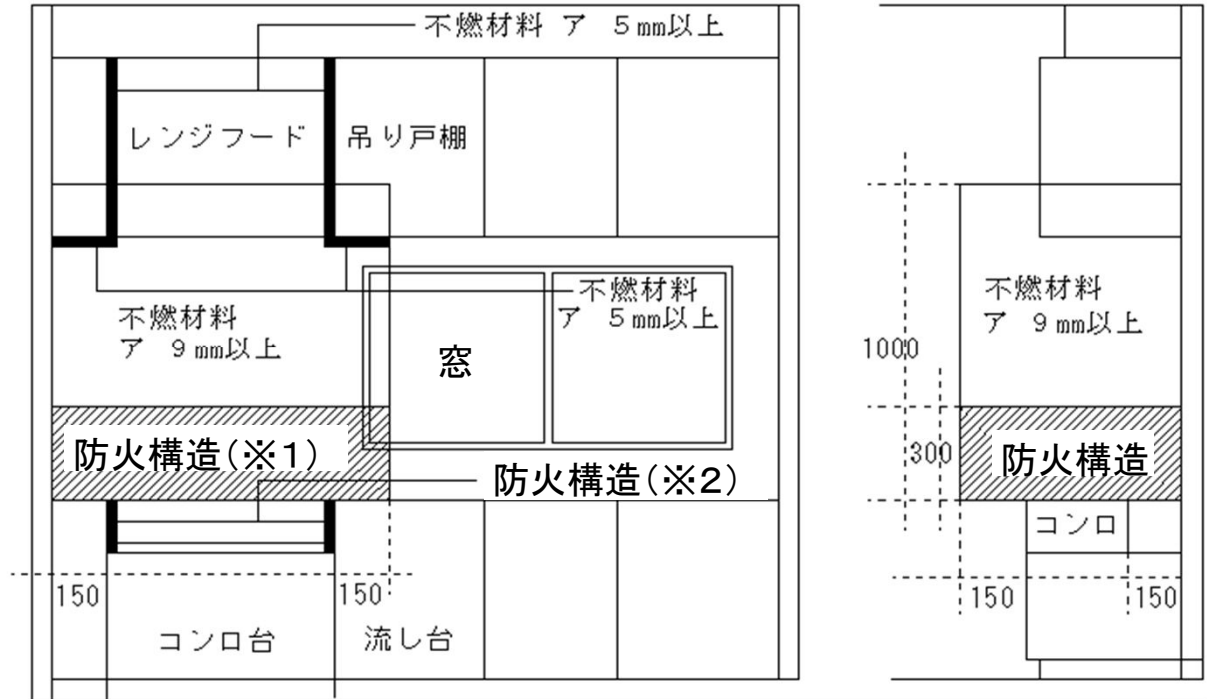 不燃材料 ア 5㎜以上
レンジフード
吊り戸棚
不燃材料
ア 9㎜以上
不燃材料
ア 5㎜以上
窓
防火構造(※1)
防火構造(※2)
150
150
コンロ台
流し台
不燃材料
ア 9㎜以上
1000
300
防火構造
コンロ
150
150